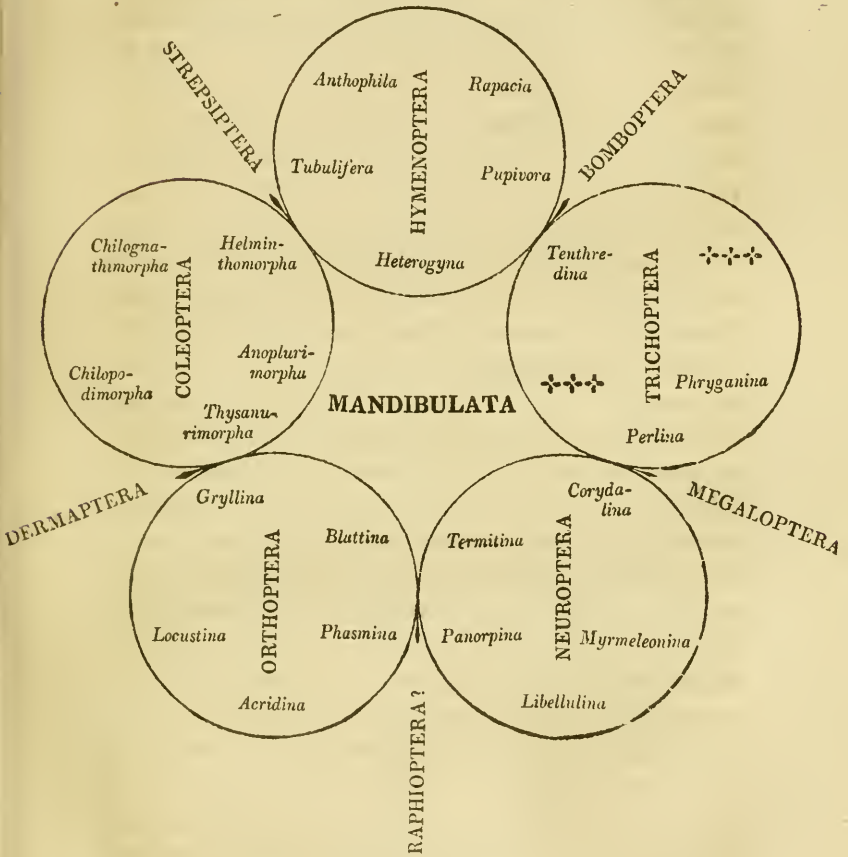 STREPSIPTERA
BOMBOPTERA
Anthophila
Rapacia
HYMENOPTERA
Tubulifera
Pupivora
Heterogyna
Chilogna-
thimorpha
Helmin-
thomorpha
COLEOPTERA
Anopluri-
morpha
Chilopo-
dimorpha
Thysanu-
rimorpha
Tenthre-
dina
TRICHOPTERA
Phryganina
Perlina
MANDIBULATA
DERMAPTERA
MEGALOPTERA
Gryllina
Blattina
ORTHOPTERA
Locustina
Phasmina
Acridina
Coryda-
lina
Termitina
NEUROPTERA
Panorpina
Myrmeleonina
Libellulina
RAPHIOPTERA?